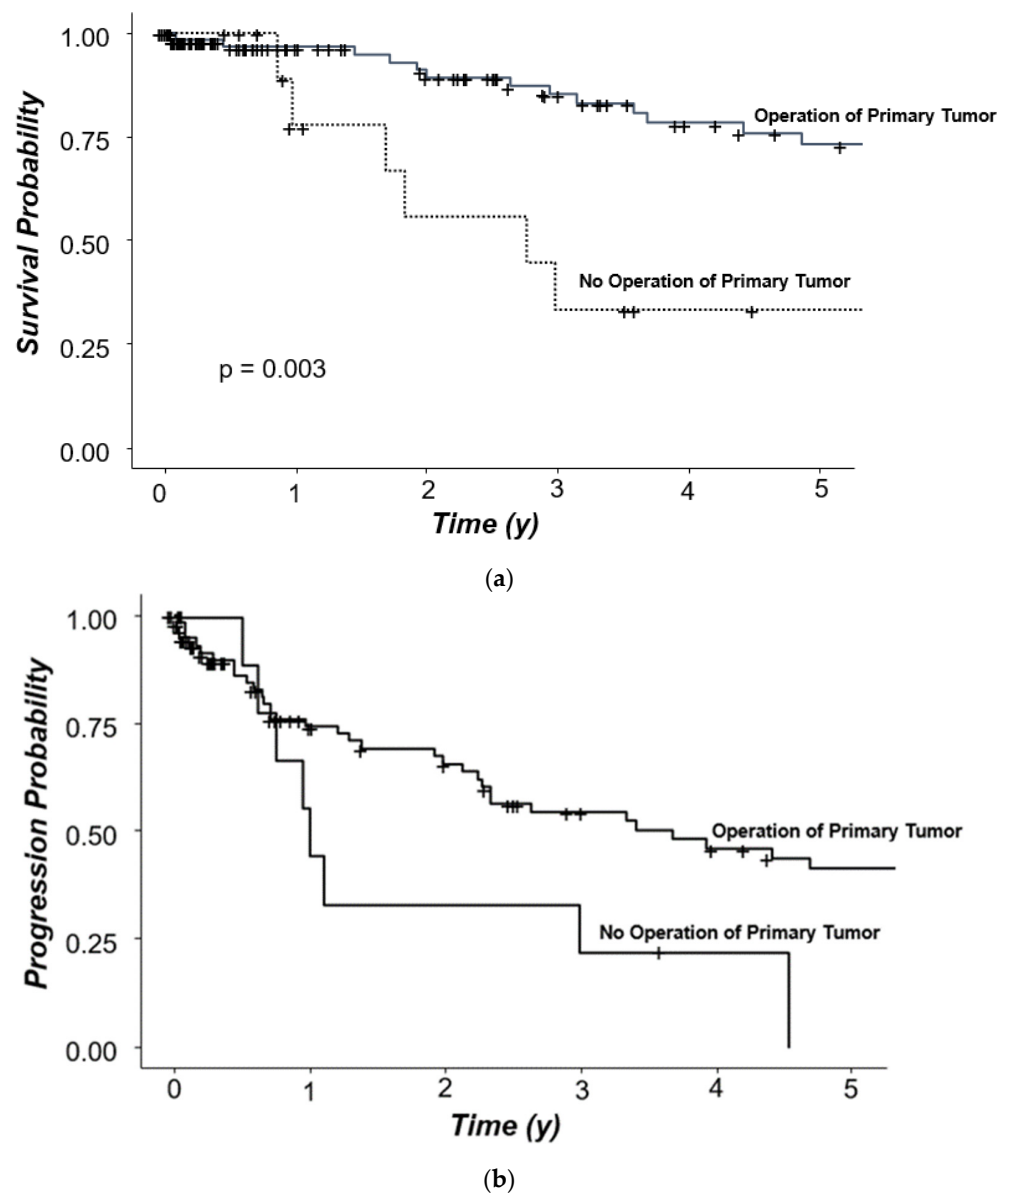 1.00
0.75
0.50
0.25
0.00
Survival Probability
Operation of Primary Tumor
No Operation of Primary Tumor
p = 0.003
0 1 2 3 4 5
Time (y)
(a)
1.00
0.75
0.50
0.25
0.00
Progression Probability
Operation of Primary Tumor
No Operation of Primary Tumor
0 1 2 3 4 5
Time (y)
(b)